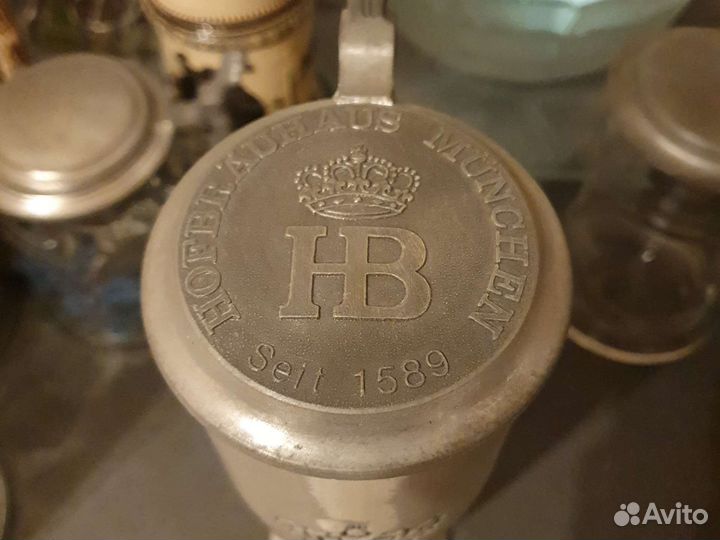 HOFBRÄUHAUS MÜNCHEN
HB
Seit 1589
Avito